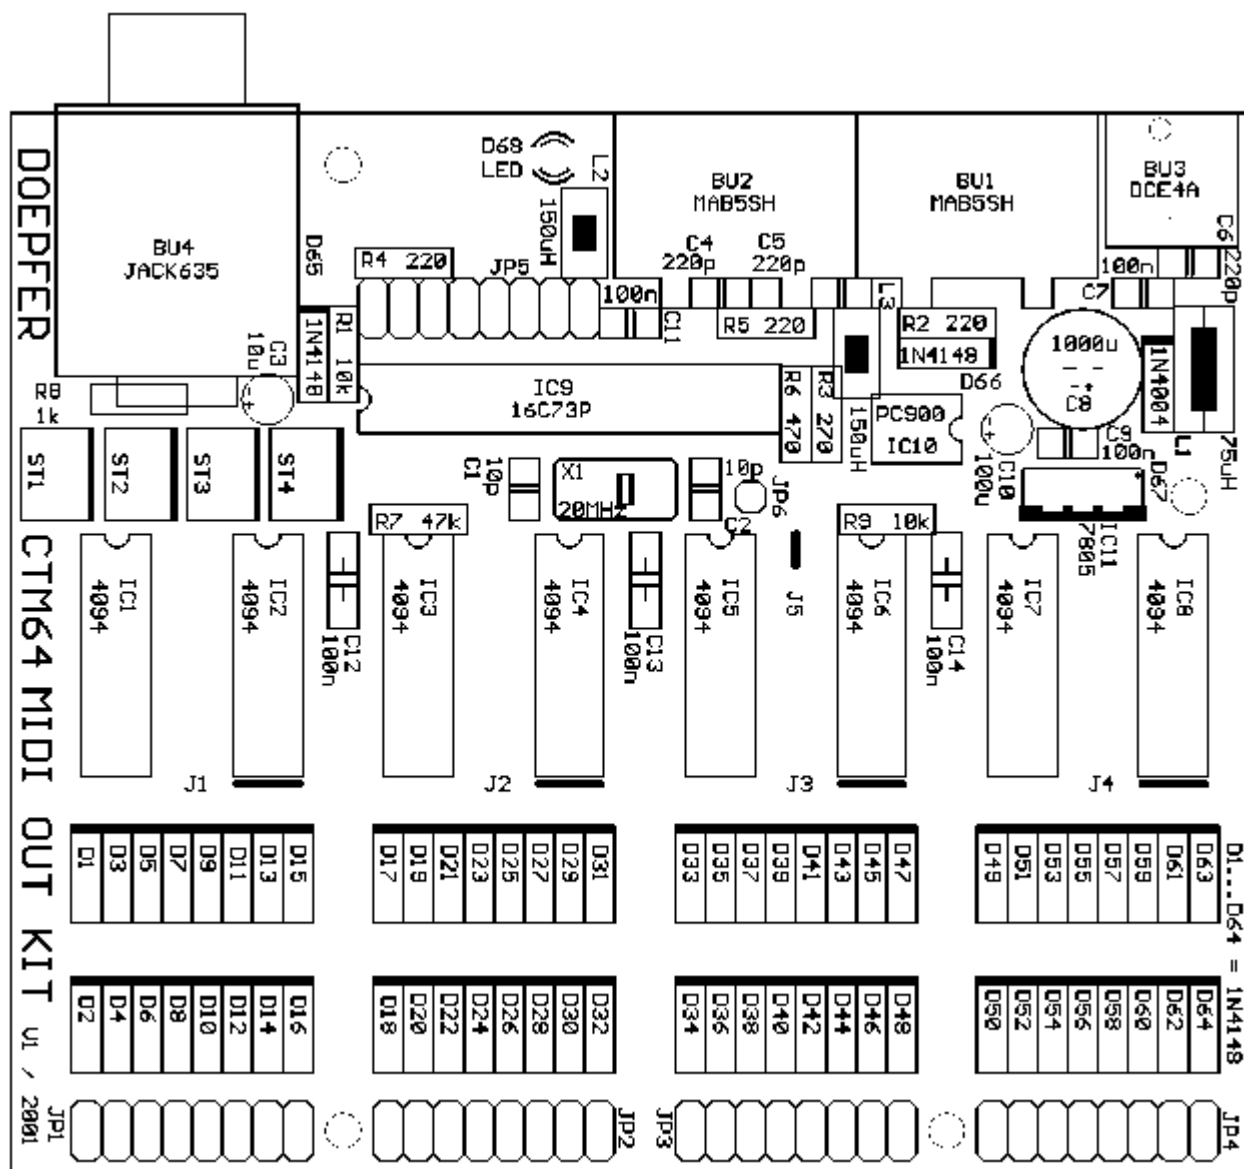 DOEPFER
CTM64 MIDI OUT KIT V1 / 2001
BU4
JACK635
D65
D68
LED
L2
150uH
BU2
MAB5SH
BU1
MAB5SH
BU3
DCE4A
C6
220p
R4 220
JP5
100n
C11
C4
220p
C5
220p
L3
150uH
100n
C7
R5 220
R2 220
1N4148
D66
1000u
C8
1N4004
D67
L1
75uH
C3
10u
1N4148
R1 10k
R8
1k
IC9
16C73P
R6 470
R3 270
PC900
IC10
C10
100u
C9
100n
ST1
ST2
ST3
ST4
10p
C1
X1
20MHz
10p
C2
JP6
R7 47k
R9 10k
IC11
7805
IC1
4094
IC2
4094
C12
100n
IC3
4094
IC4
4094
C13
100n
IC5
4094
J5
IC6
4094
C14
100n
IC7
4094
IC8
4094
J1
J2
J3
J4
D1 D3 D5 D7 D9 D11 D13 D15
D17 D19 D21 D23 D25 D27 D29 D31
D33 D35 D37 D39 D41 D43 D45 D47
D49 D51 D53 D55 D57 D59 D61 D63
D1...D64 = 1N4148
D2 D4 D6 D8 D10 D12 D14 D16
D18 D20 D22 D24 D26 D28 D30 D32
D34 D36 D38 D40 D42 D44 D46 D48
D50 D52 D54 D56 D58 D60 D62 D64
JP1
JP2
JP3
JP4